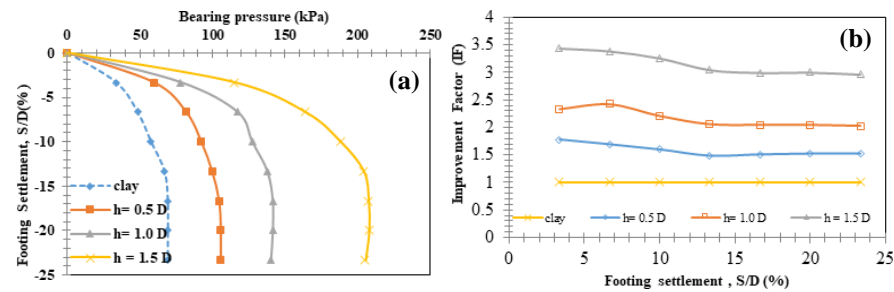 Bearing pressure (kPa)
0 50 100 150 200 250
0
-5
-10
-15
-20
-25
Footing Settlement, S/D(%)
(a)
clay
h= 0.5 D
h= 1.0 D
h = 1.5 D
4
3.5
3
2.5
2
1.5
1
0.5
0
Improvement Factor (IF)
(b)
clay h= 0.5 D h= 1.0 D h= 1.5 D
0 5 10 15 20 25
Footing settlement , S/D (%)